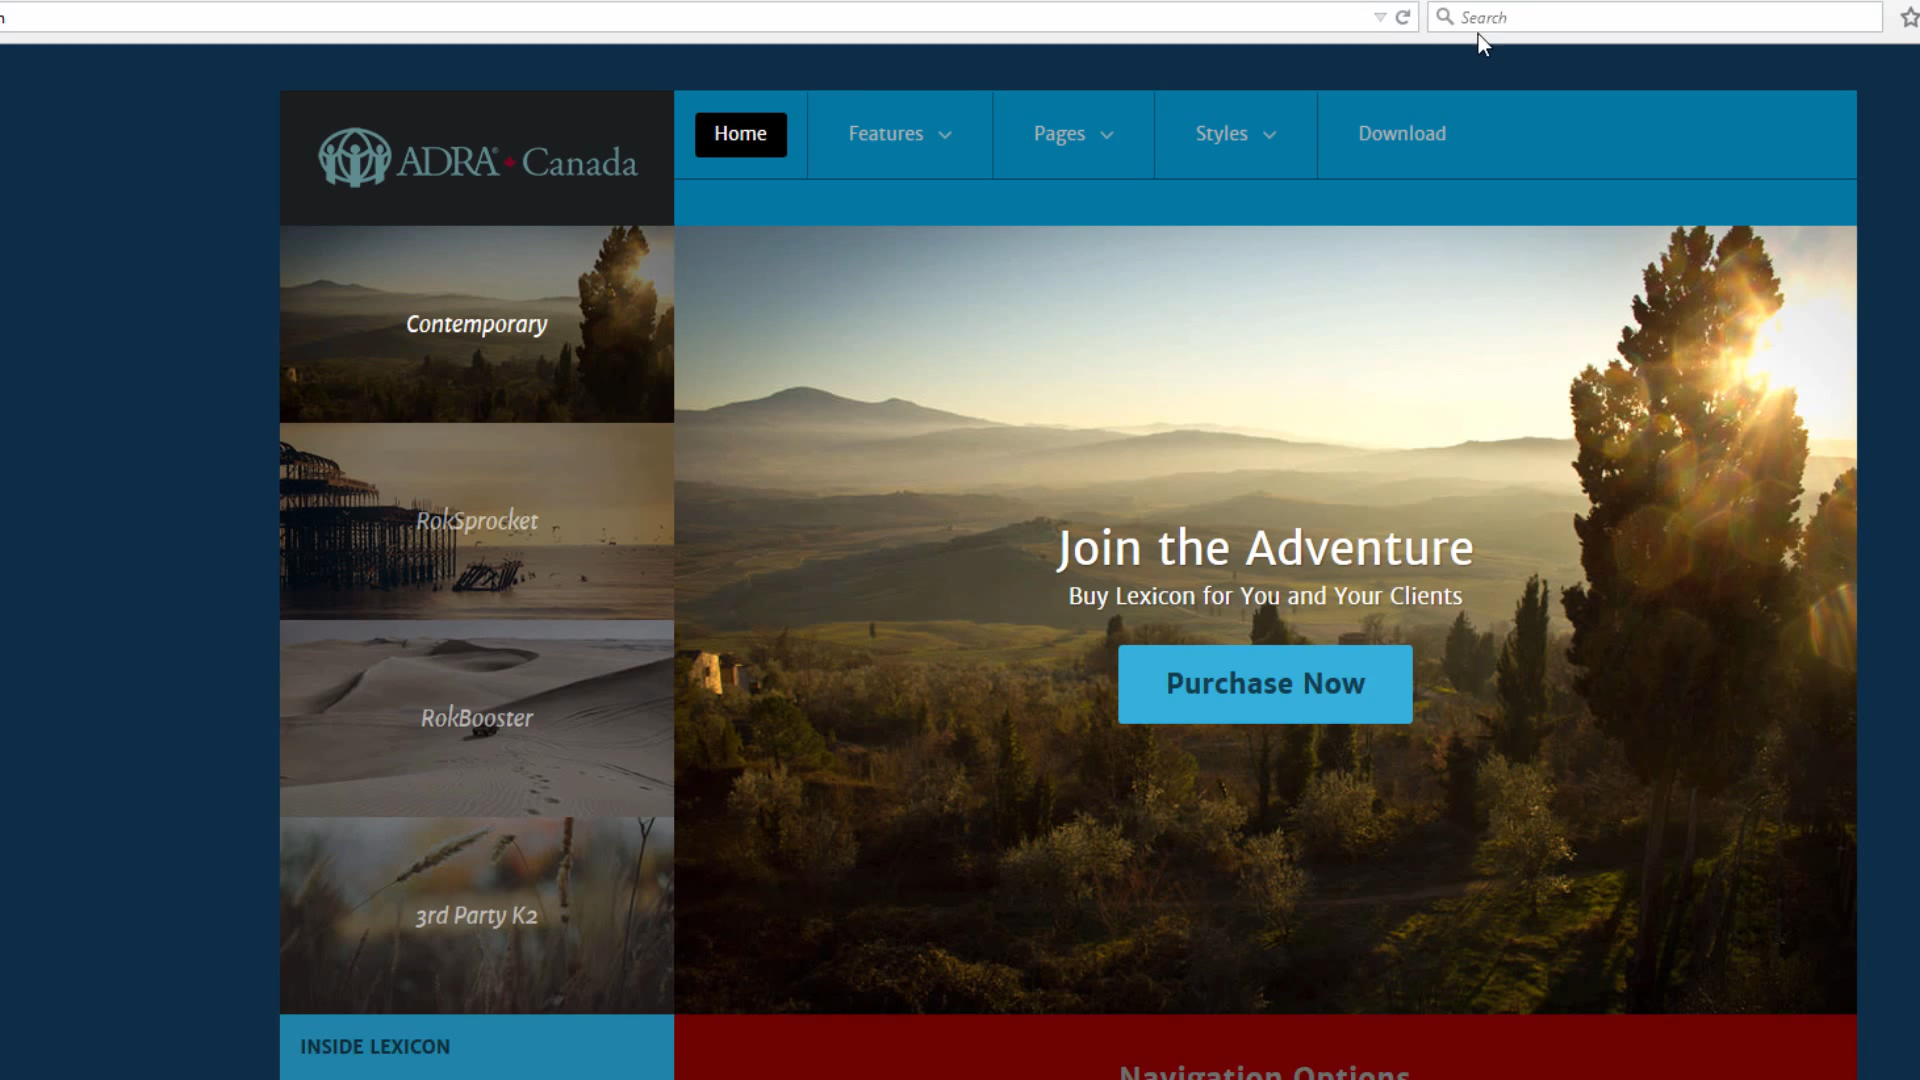 Search
ADRA® Canada
Home
Features
Pages
Styles
Download
Contemporary
RokSprocket
RokBooster
3rd Party K2
Join the Adventure
Buy Lexicon for You and Your Clients
Purchase Now
INSIDE LEXICON
Navigation Options